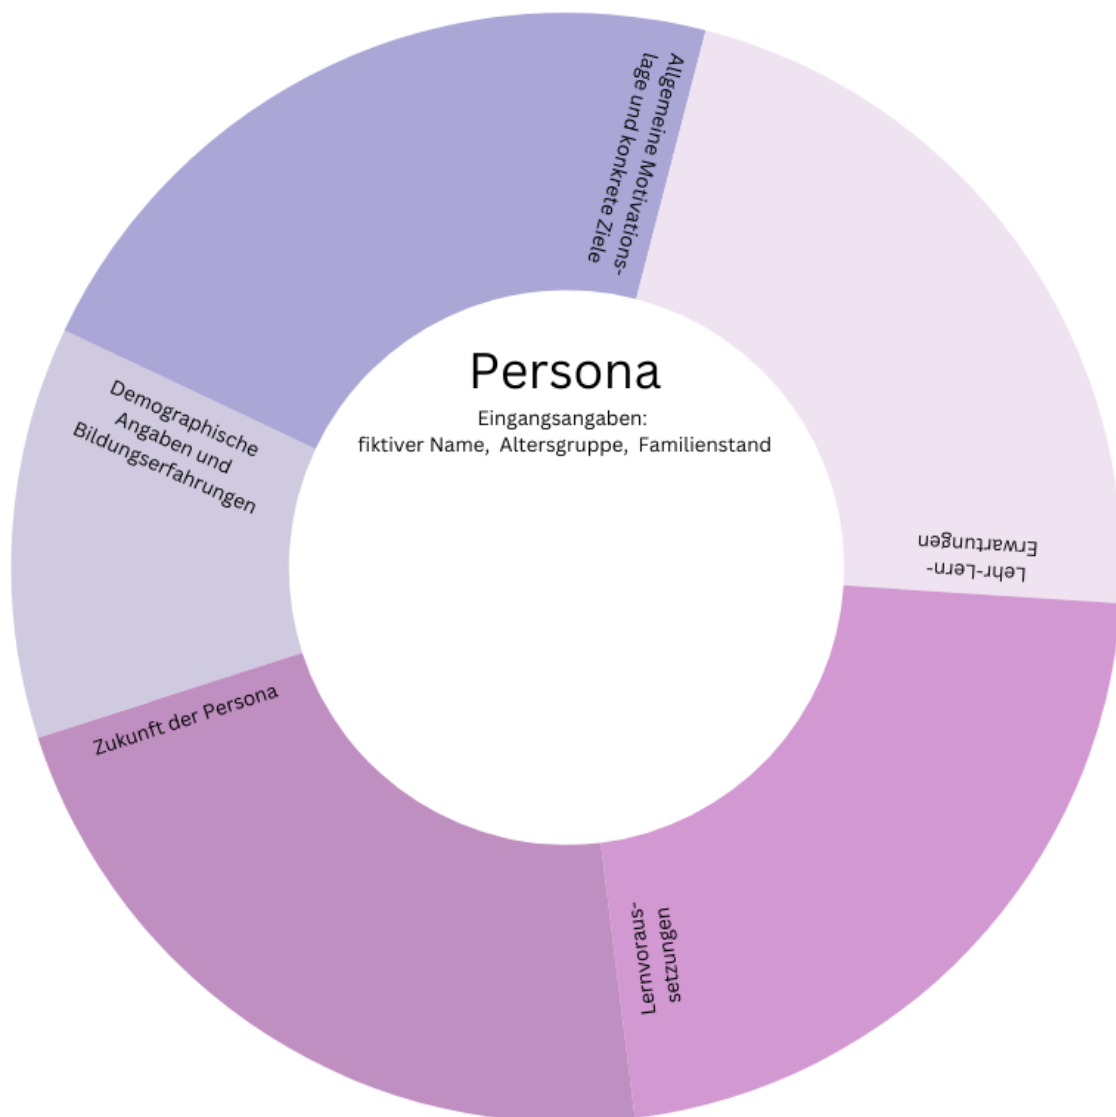 Persona
Eingangsangaben:
fiktiver Name, Altersgruppe, Familienstand
Demographische
Angaben und
Bildungserfahrungen
Allgemeine Motivations-
lage und konkrete Ziele
Lehr-Lern-
Erwartungen
Lernvoraus-
setzungen
Zukunft der Persona